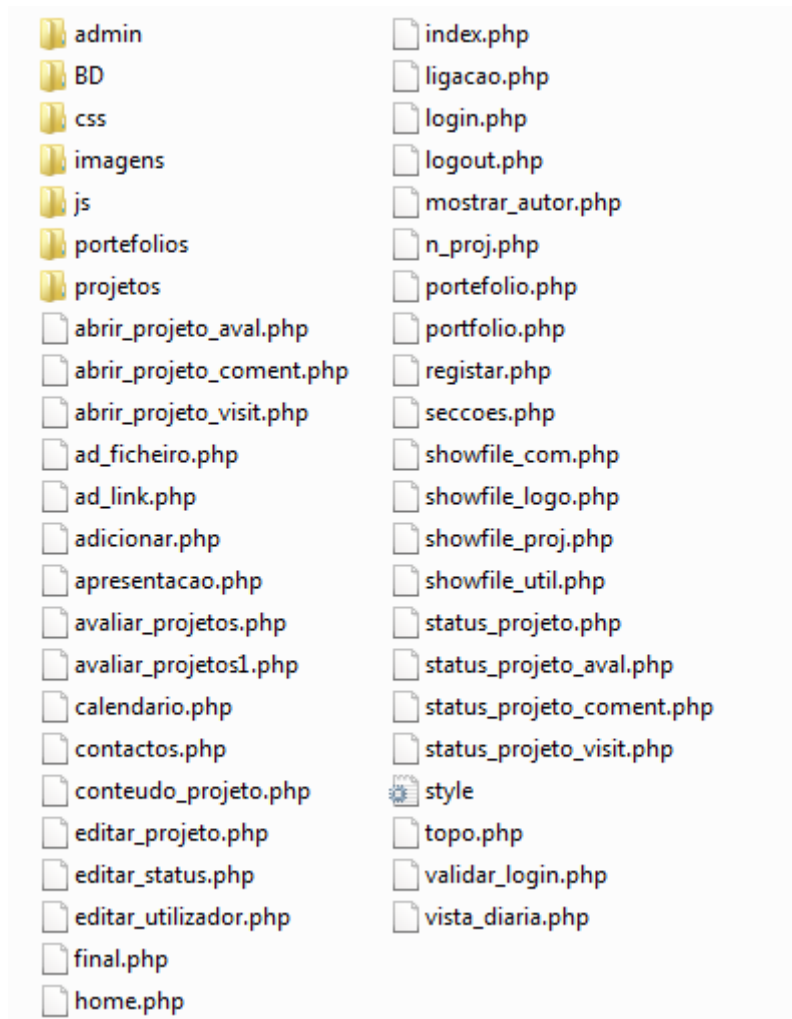 admin
BD
css
imagens
js
portefolios
projetos
abrir_projeto_aval.php
abrir_projeto_coment.php
abrir_projeto_visit.php
ad_ficheiro.php
ad_link.php
adicionar.php
apresentacao.php
avaliar_projetos.php
avaliar_projetos1.php
calendario.php
contactos.php
conteudo_projeto.php
editar_projeto.php
editar_status.php
editar_utilizador.php
final.php
home.php
index.php
ligacao.php
login.php
logout.php
mostrar_autor.php
n_proj.php
portefolio.php
portfolio.php
registar.php
seccoes.php
showfile_com.php
showfile_logo.php
showfile_proj.php
showfile_util.php
status_projeto.php
status_projeto_aval.php
status_projeto_coment.php
status_projeto_visit.php
style
topo.php
validar_login.php
vista_diaria.php